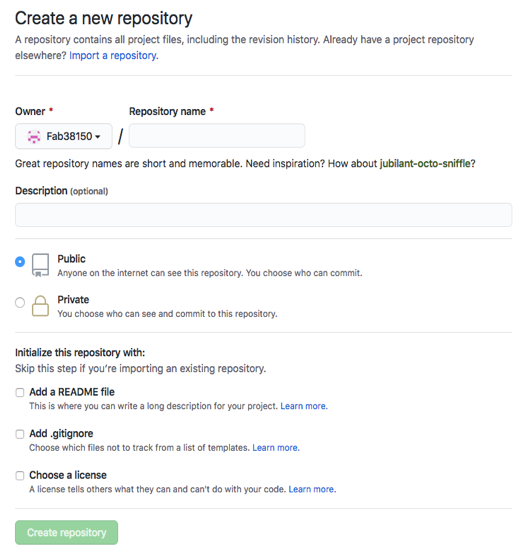 Create a new repository
A repository contains all project files, including the revision history. Already have a project repository
elsewhere? Import a repository.
Owner * Repository name *
Fab38150 /
Great repository names are short and memorable. Need inspiration? How about jubilant-octo-sniffle?
Description (optional)
Public
Anyone on the internet can see this repository. You choose who can commit.
Private
You choose who can see and commit to this repository.
Initialize this repository with:
Skip this step if you're importing an existing repository.
Add a README file
This is where you can write a long description for your project. Learn more.
Add .gitignore
Choose which files not to track from a list of templates. Learn more.
Choose a license
A license tells others what they can and can't do with your code. Learn more.
Create repository